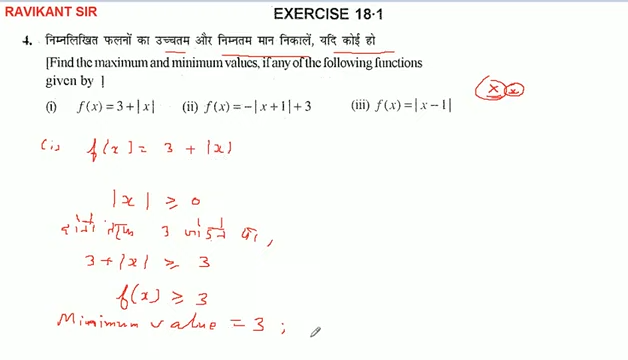 RAVIKANT SIR
EXERCISE 18·1
4. निम्नलिखित फलनों का उच्चतम और निम्नतम मान निकालें, यदि कोई हो
[Find the maximum and minimum values, if any of the following functions
given by ]
(i) f(x) = 3 + |x| (ii) f(x) = – |x + 1| + 3 (iii) f(x) = |x – 1|
x x
(i) f(x) = 3 + |x|
|x| ≥ 0
दोनों तरफ 3 जोड़ने पर,
3 + |x| ≥ 3
f(x) ≥ 3
Minimum value = 3 ;